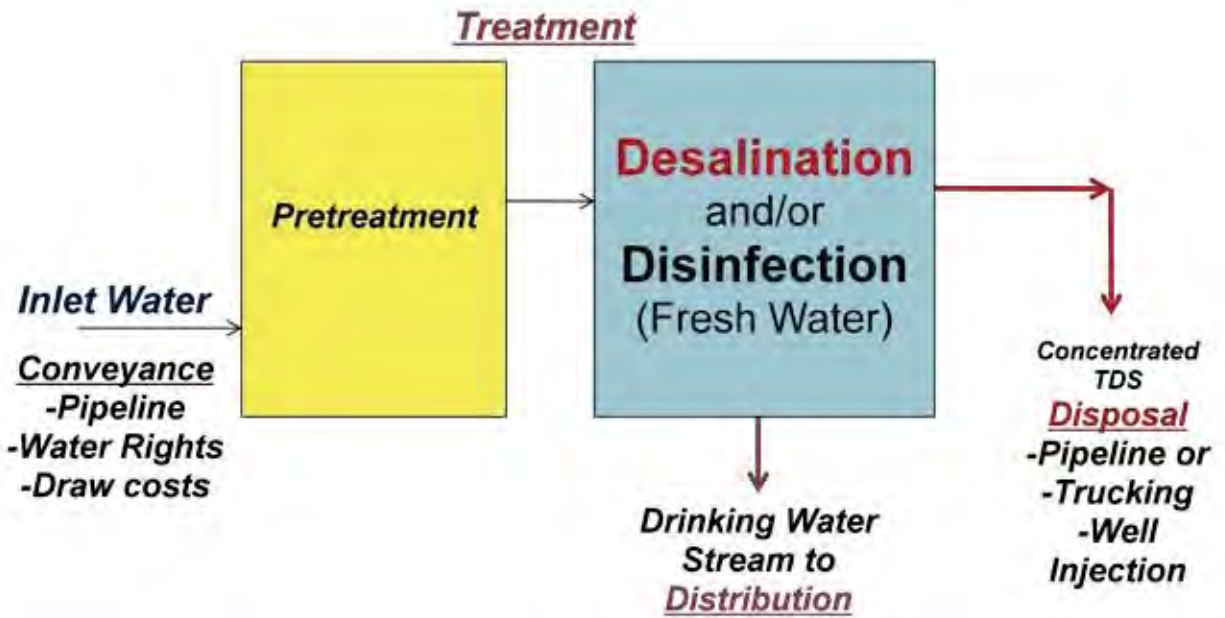 Treatment
Pretreatment
Desalination
and/or
Disinfection
(Fresh Water)
Inlet Water
Conveyance
-Pipeline
-Water Rights
-Draw costs
Drinking Water
Stream to
Distribution
Concentrated
TDS
Disposal
-Pipeline or
-Trucking
-Well
Injection